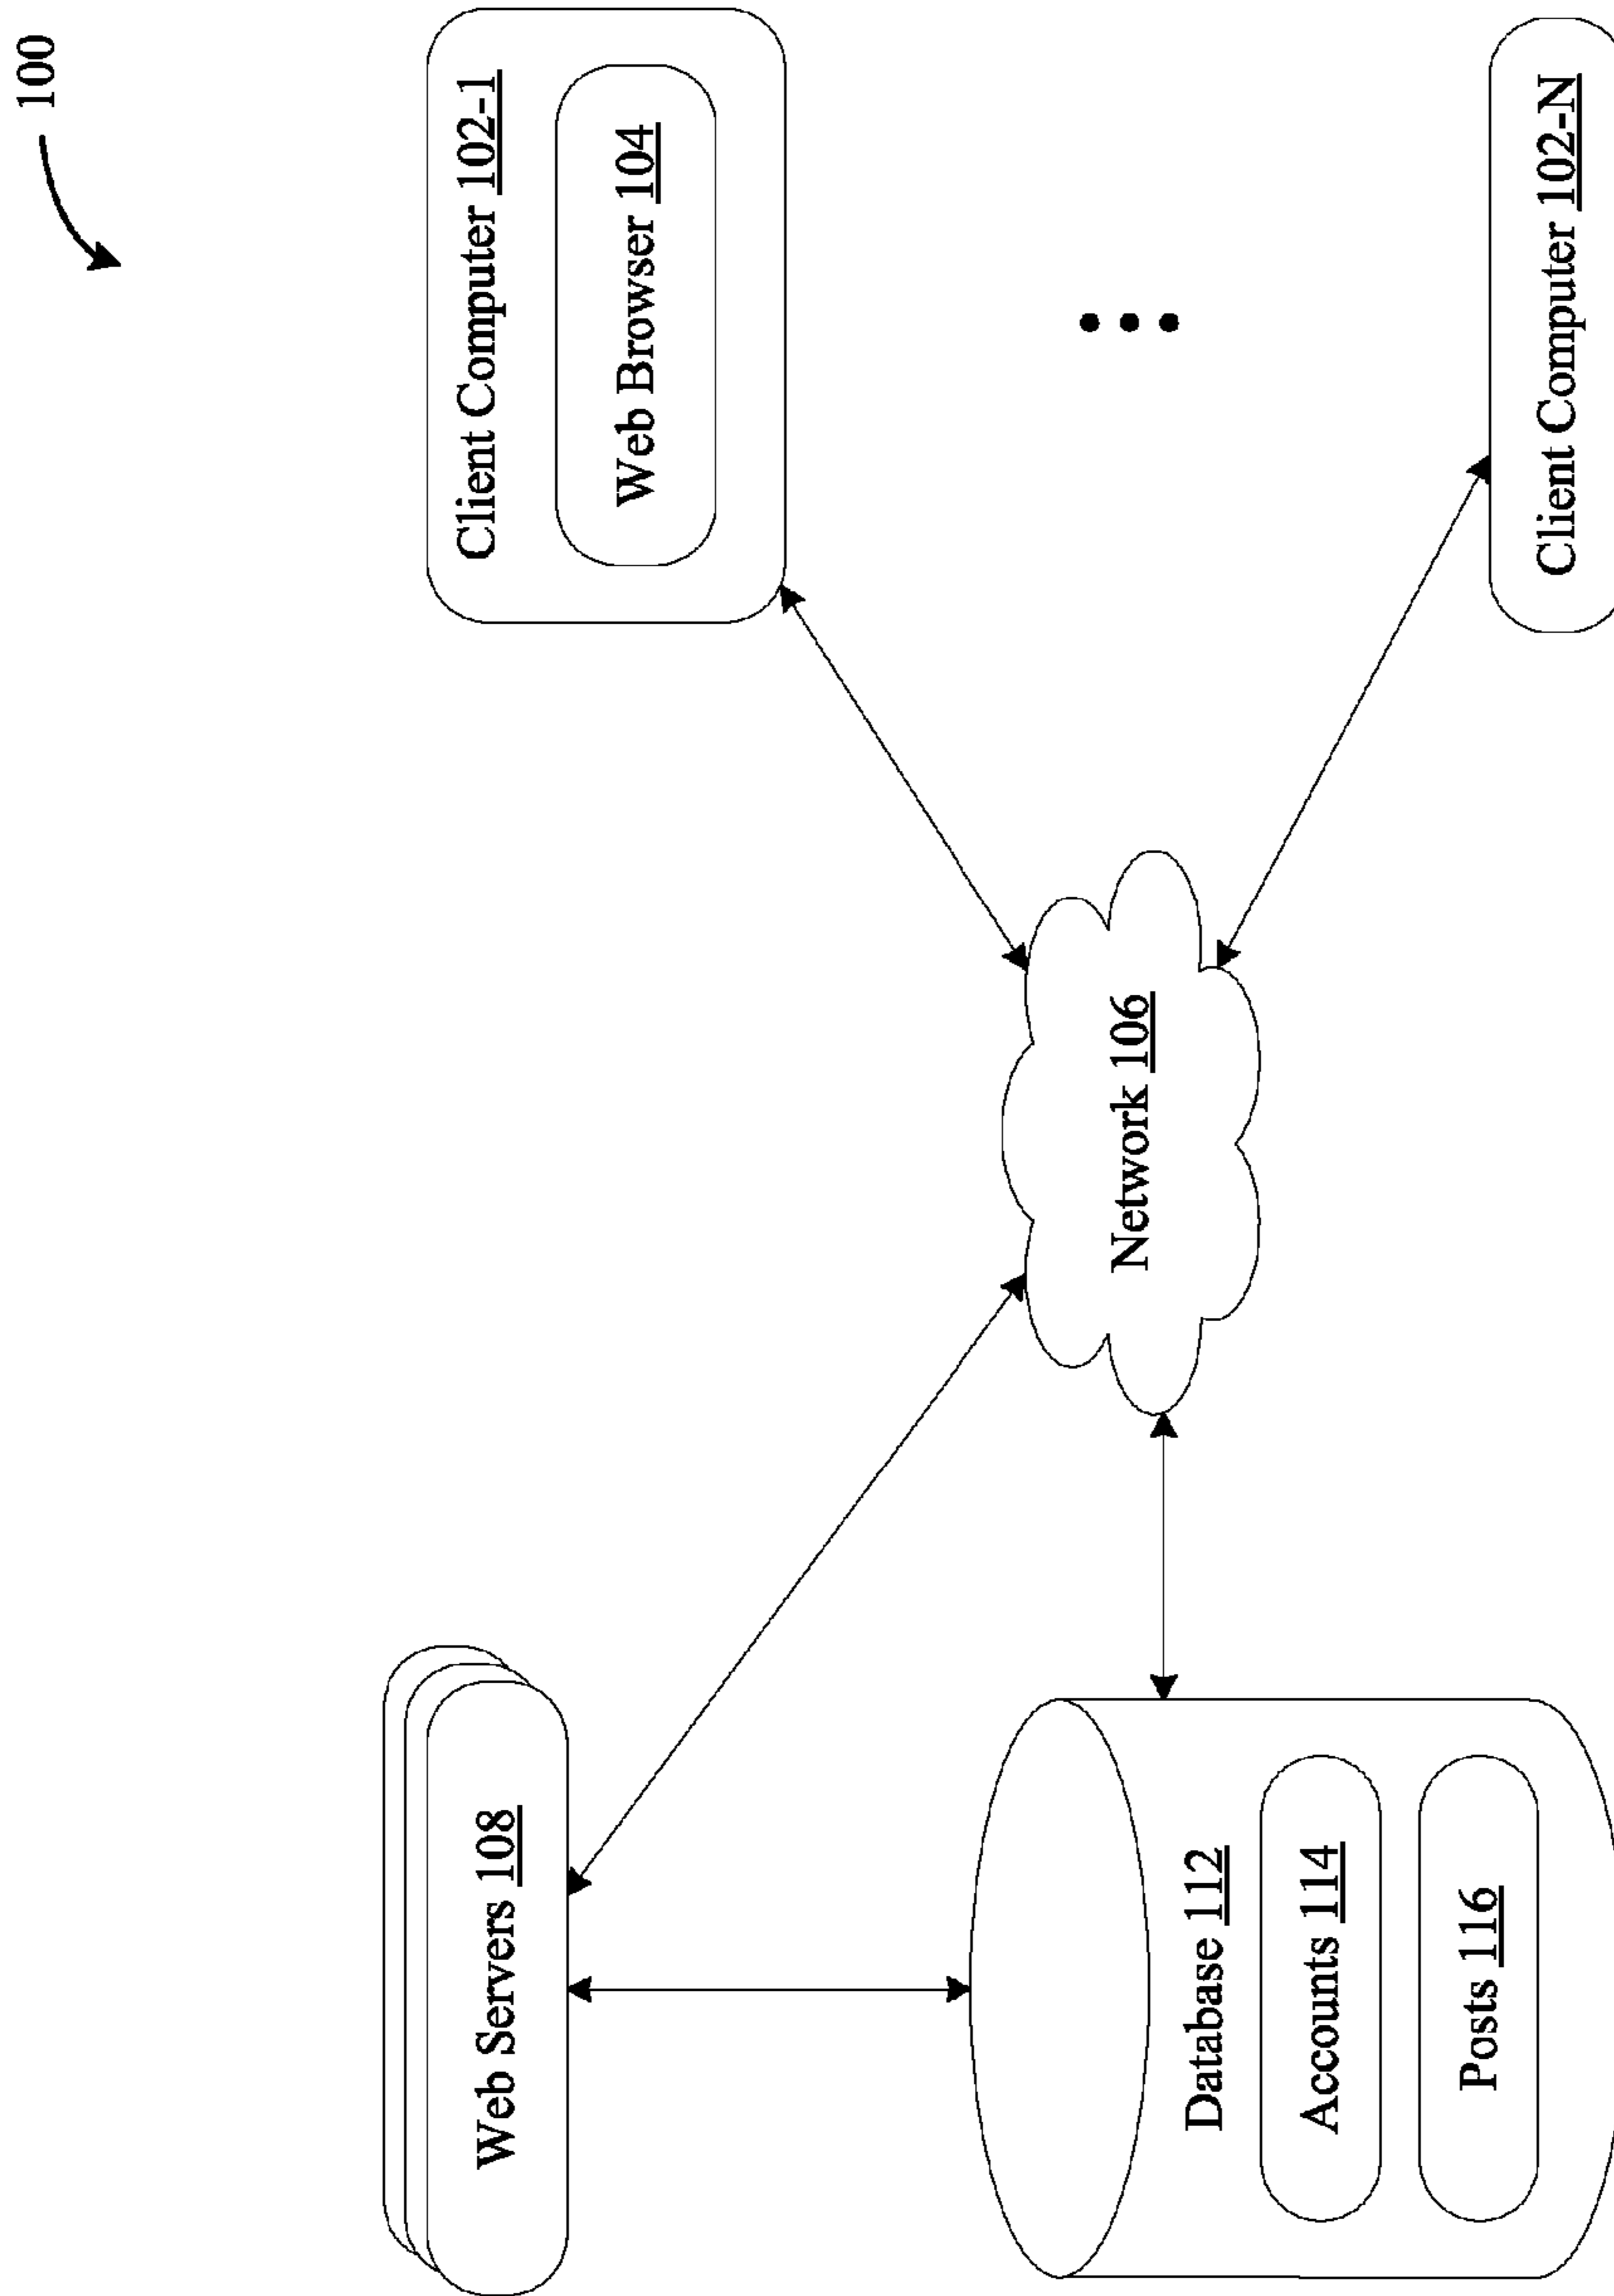 100
Web Servers 108
Client Computer 102-1
Web Browser 104
Network 106
Database 112
Accounts 114
Posts 116
Client Computer 102-N